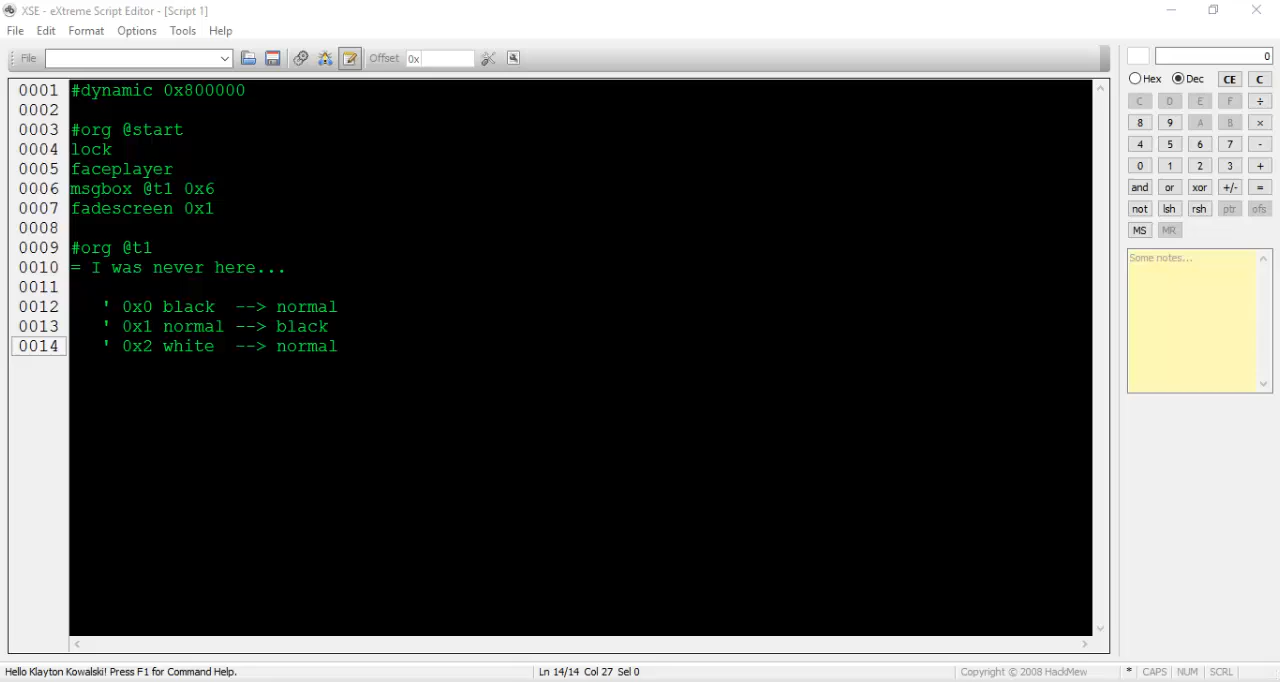 XSE - eXtreme Script Editor - [Script 1]
File Edit Format Options Tools Help
File Offset 0x
0
Hex Dec CE C
C D E F ÷
8 9 A B ×
4 5 6 7 -
0 1 2 3 +
and or xor +/- =
not lsh rsh ptr ofs
MS MR
Some notes...
0001 #dynamic 0x800000
0002
0003 #org @start
0004 lock
0005 faceplayer
0006 msgbox @t1 0x6
0007 fadescreen 0x1
0008
0009 #org @t1
0010 = I was never here...
0011
0012 ' 0x0 black --> normal
0013 ' 0x1 normal --> black
0014 ' 0x2 white --> normal
Hello Klayton Kowalski! Press F1 for Command Help. Ln 14/14 Col 27 Sel 0 Copyright © 2008 HackMew * CAPS NUM SCRL